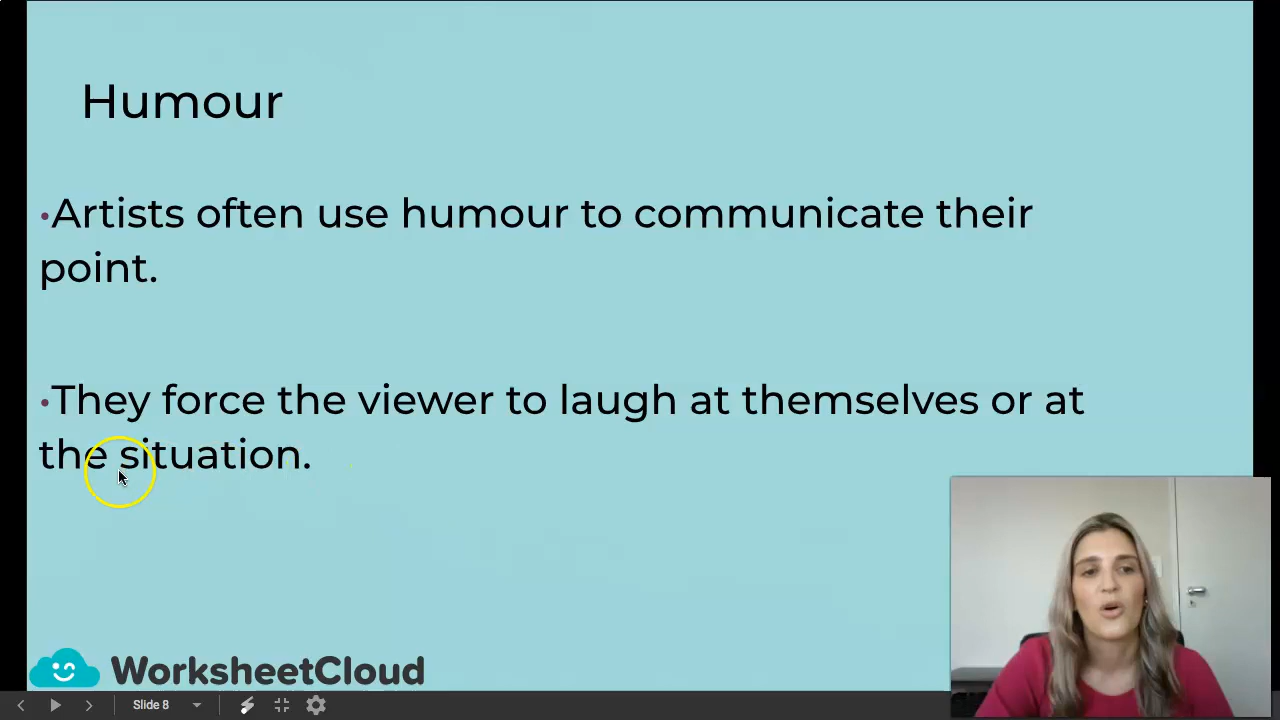 Humour
•Artists often use humour to communicate their
point.
•They force the viewer to laugh at themselves or at
the situation.
WorksheetCloud
Slide 8